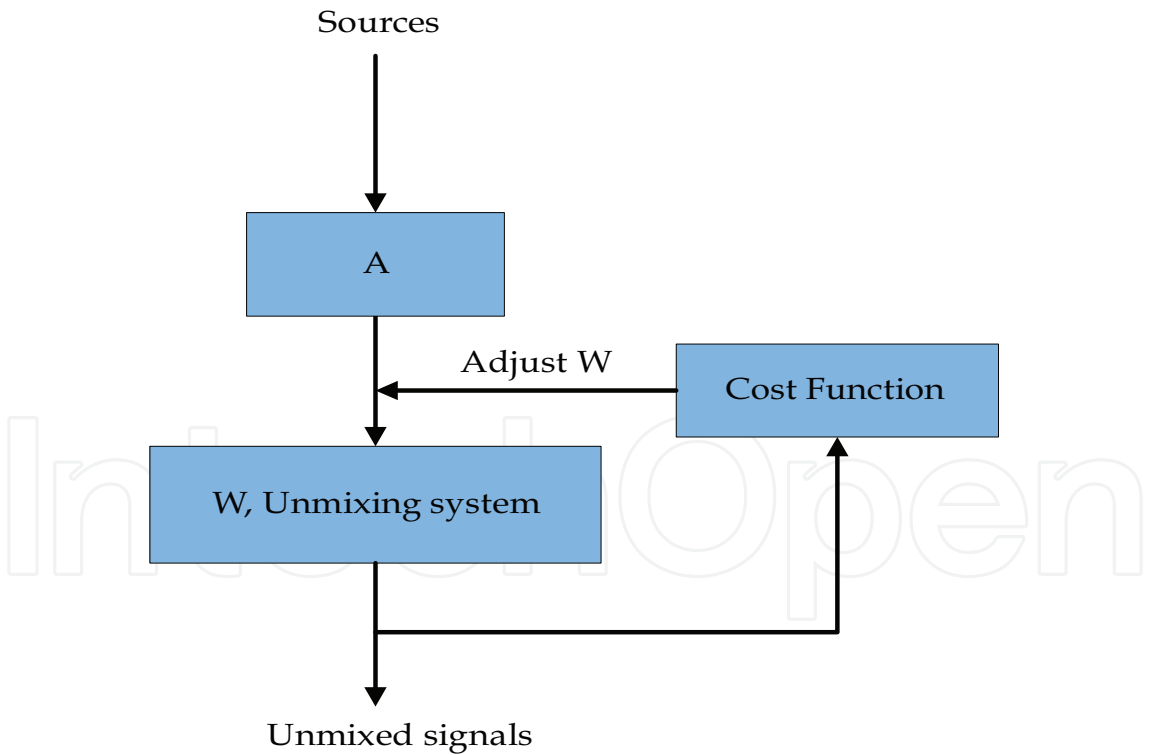 Sources
A
Adjust W
Cost Function
W, Unmixing system
IntechOpen
Unmixed signals